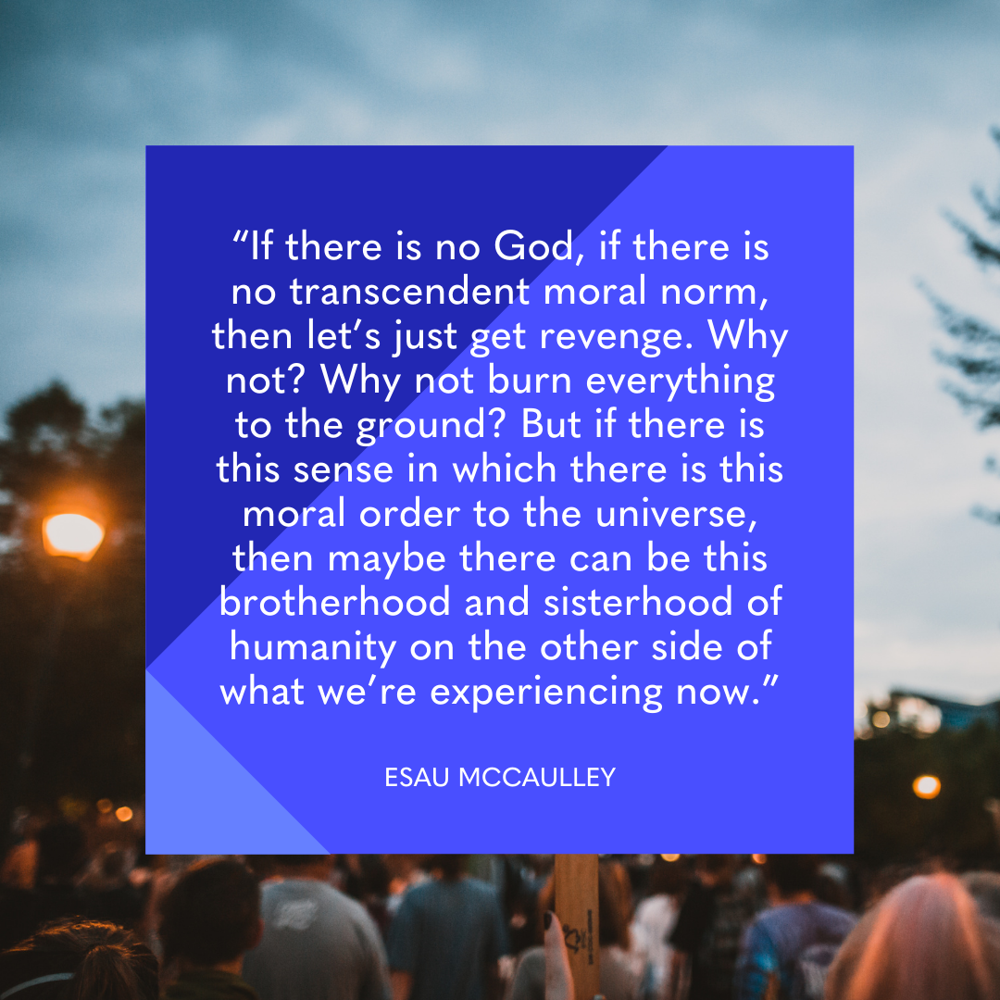 “If there is no God, if there is
no transcendent moral norm,
then let’s just get revenge. Why
not? Why not burn everything
to the ground? But if there is
this sense in which there is this
moral order to the universe,
then maybe there can be this
brotherhood and sisterhood of
humanity on the other side of
what we’re experiencing now.”
ESAU MCCAULLEY